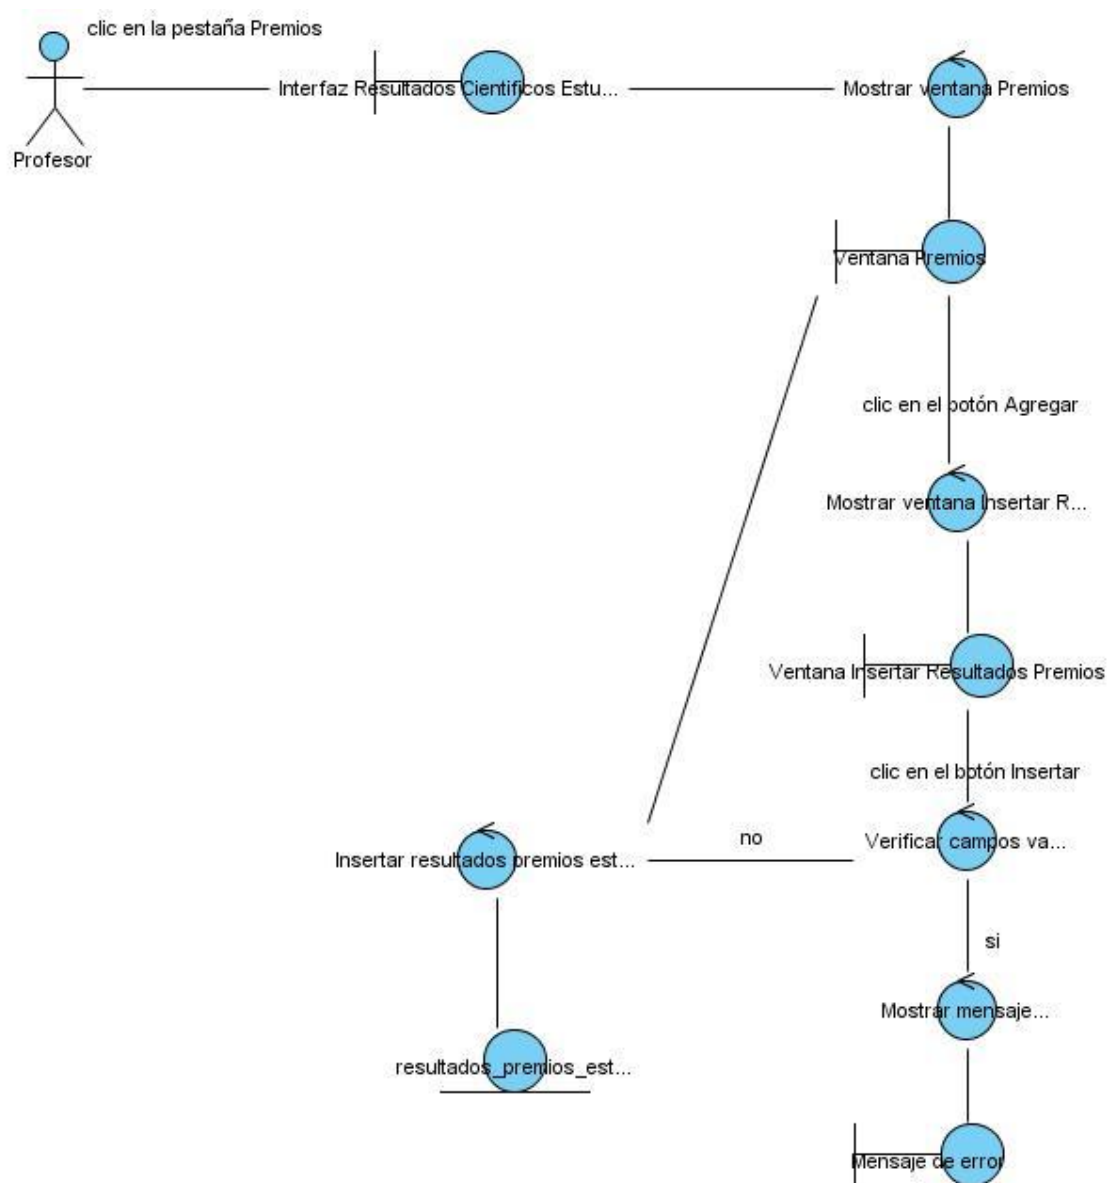 clic en la pestaña Premios
Interfaz Resultados Cientificos Estu...
Mostrar ventana Premios
Profesor
Ventana Premios
clic en el botón Agregar
Mostrar ventana Insertar R...
Ventana Insertar Resultados Premios
clic en el botón Insertar
no
Verificar campos va...
Insertar resultados premios est...
si
Mostrar mensaje...
resultados_premios_est...
Mensaje de error